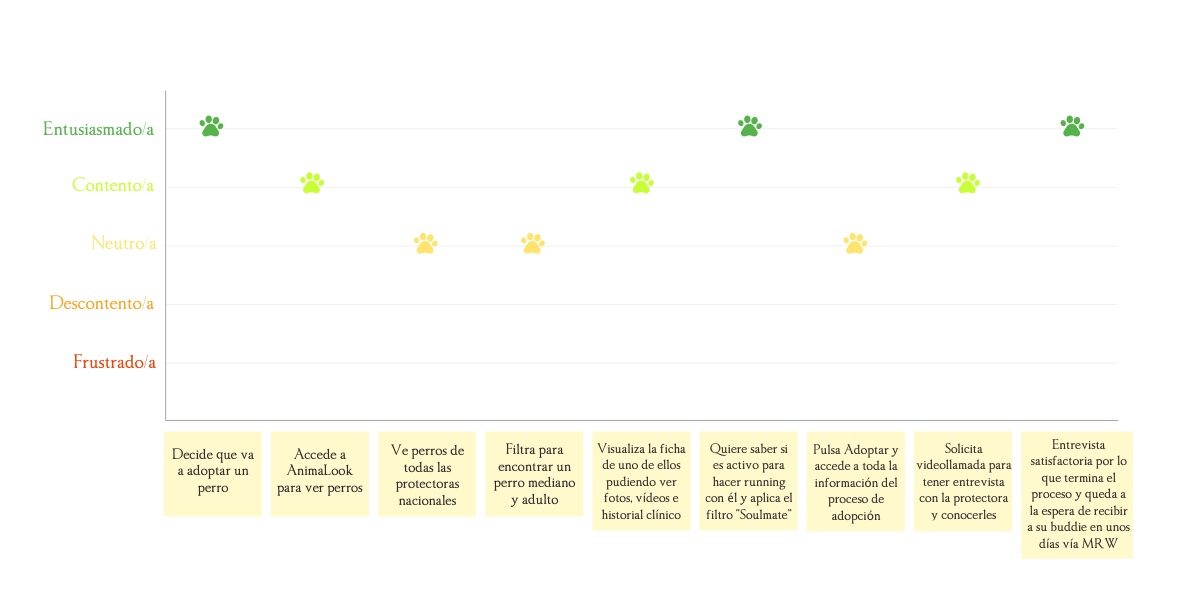 Entusiasmado/a
Contento/a
Neutro/a
Descontento/a
Frustrado/a
Decide que va
a adoptar un
perro
Accede a
AnimaLook
para ver perros
Ve perros de
todas las
protectoras
nacionales
Filtra para
encontrar un
perro mediano
y adulto
Visualiza la ficha
de uno de ellos
pudiendo ver
fotos, vídeos e
historial clínico
Quiere saber si
es activo para
hacer running
con él y aplica el
filtro "Soulmate"
Pulsa Adoptar y
accede a toda la
información del
proceso de
adopción
Solicita
videollamada para
tener entrevista
con la protectora
y conocerles
Entrevista
satisfactoria por lo
que termina el
proceso y queda a
la espera de recibir
a su buddie en unos
días vía MRW